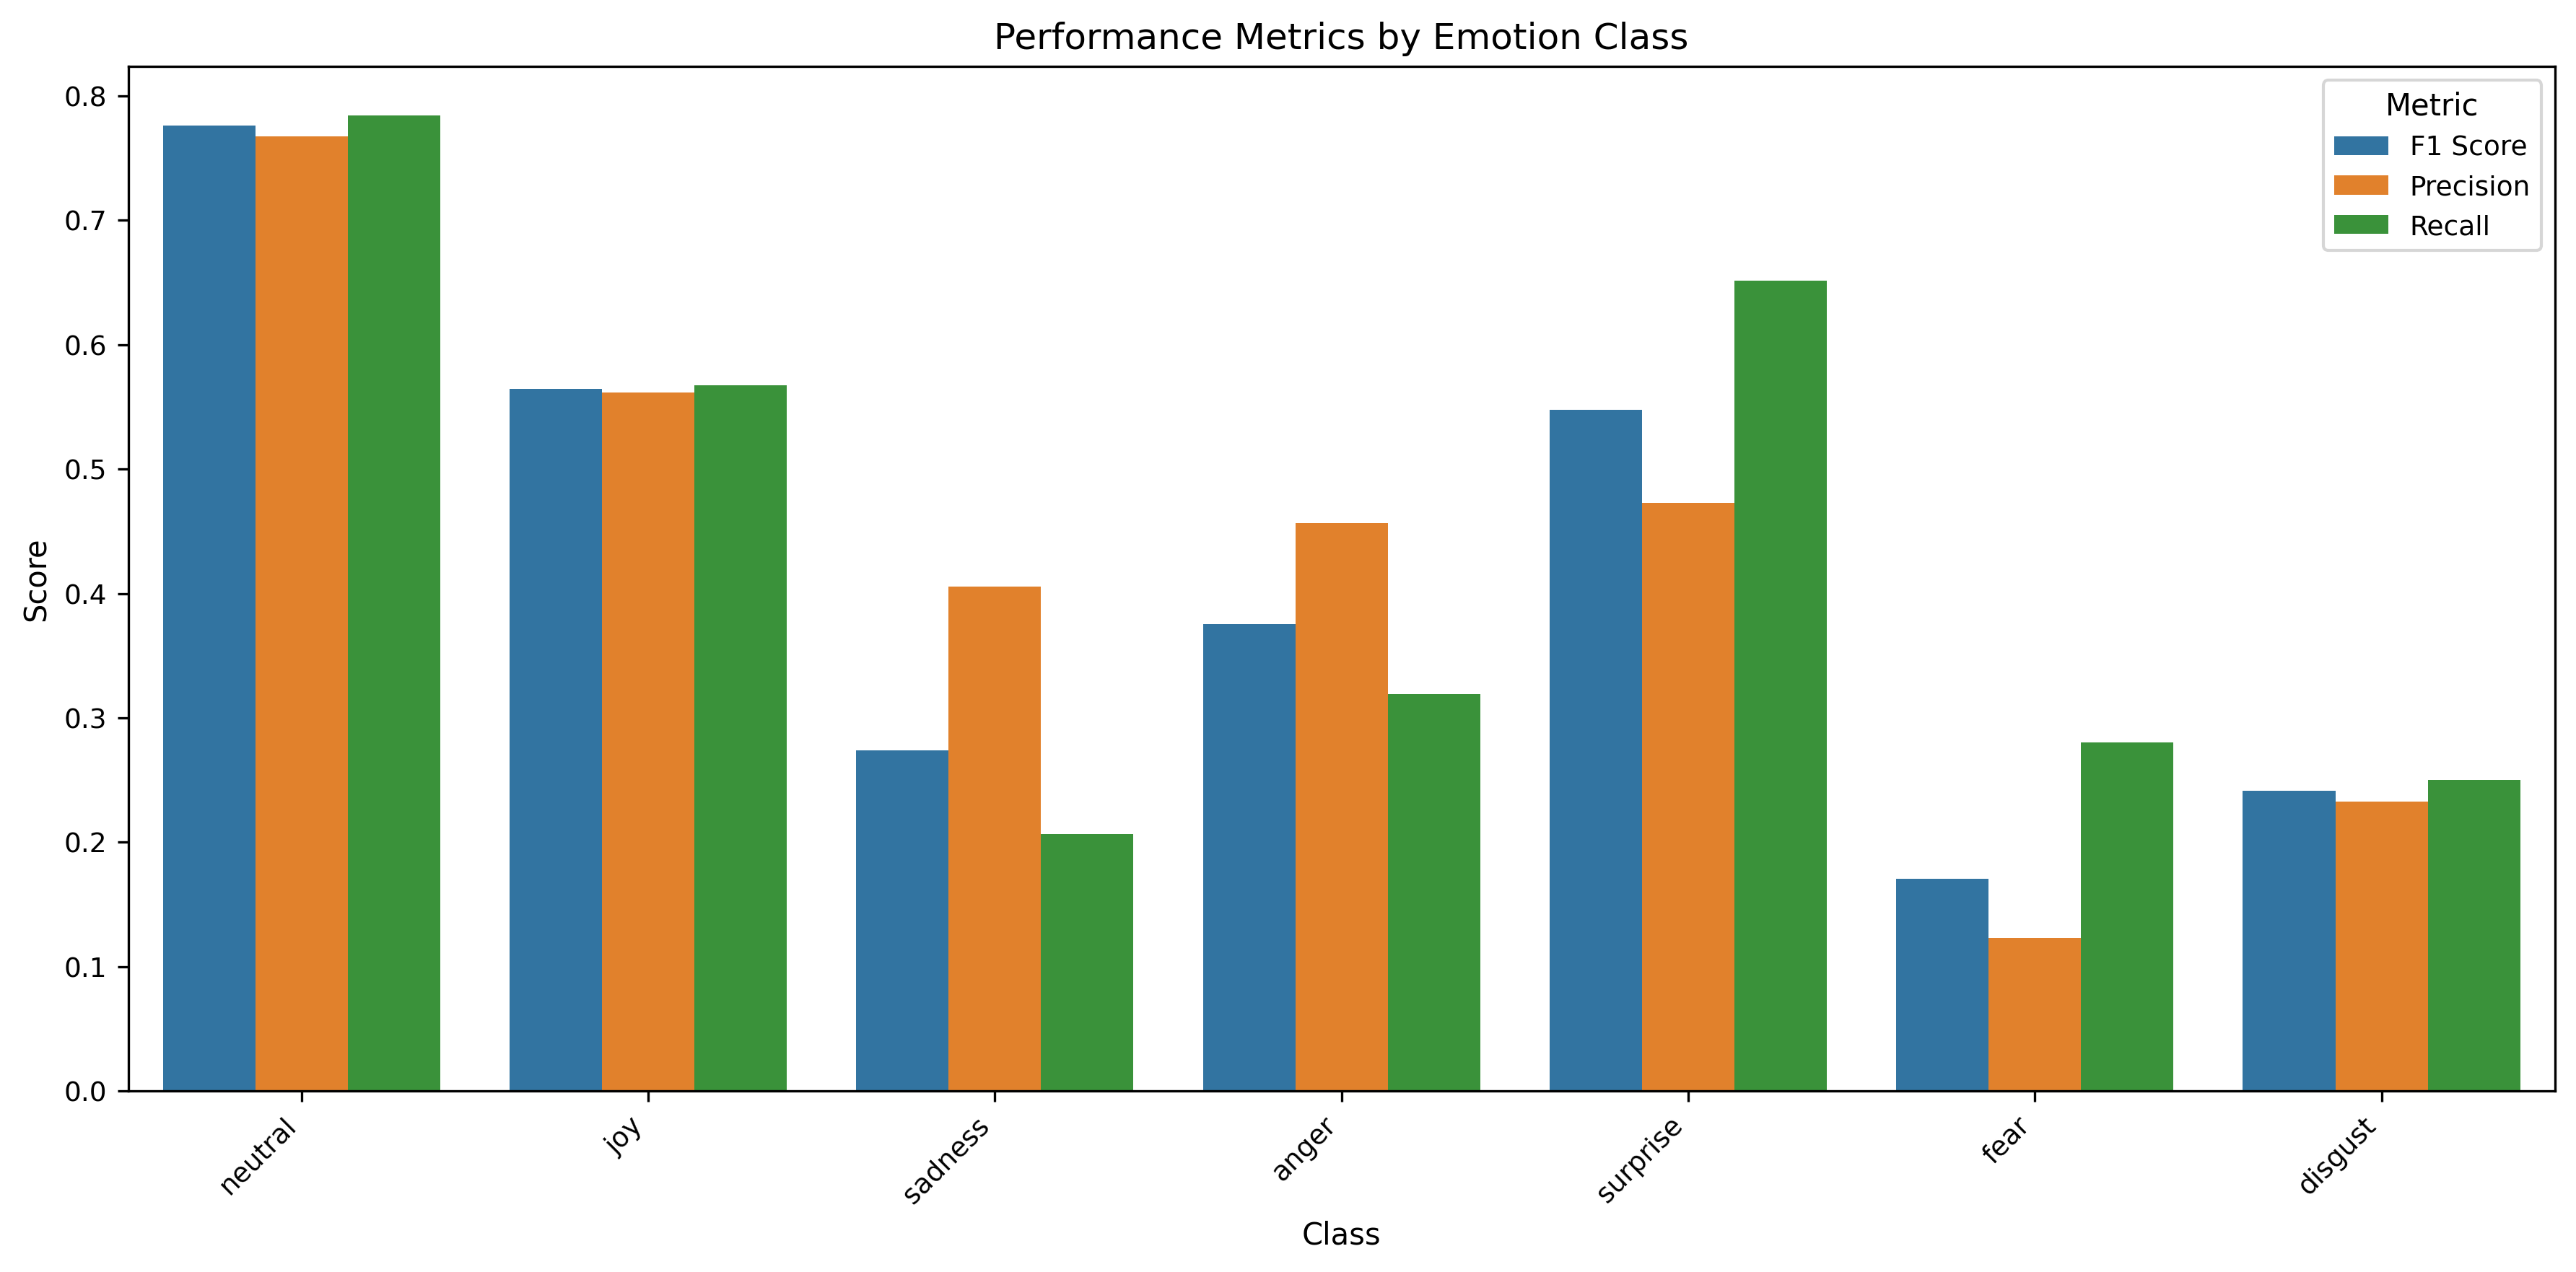 Performance Metrics by Emotion Class
Metric
F1 Score
Precision
Recall
Score
0.8
0.7
0.6
0.5
0.4
0.3
0.2
0.1
0.0
neutral
joy
sadness
anger
surprise
fear
disgust
Class